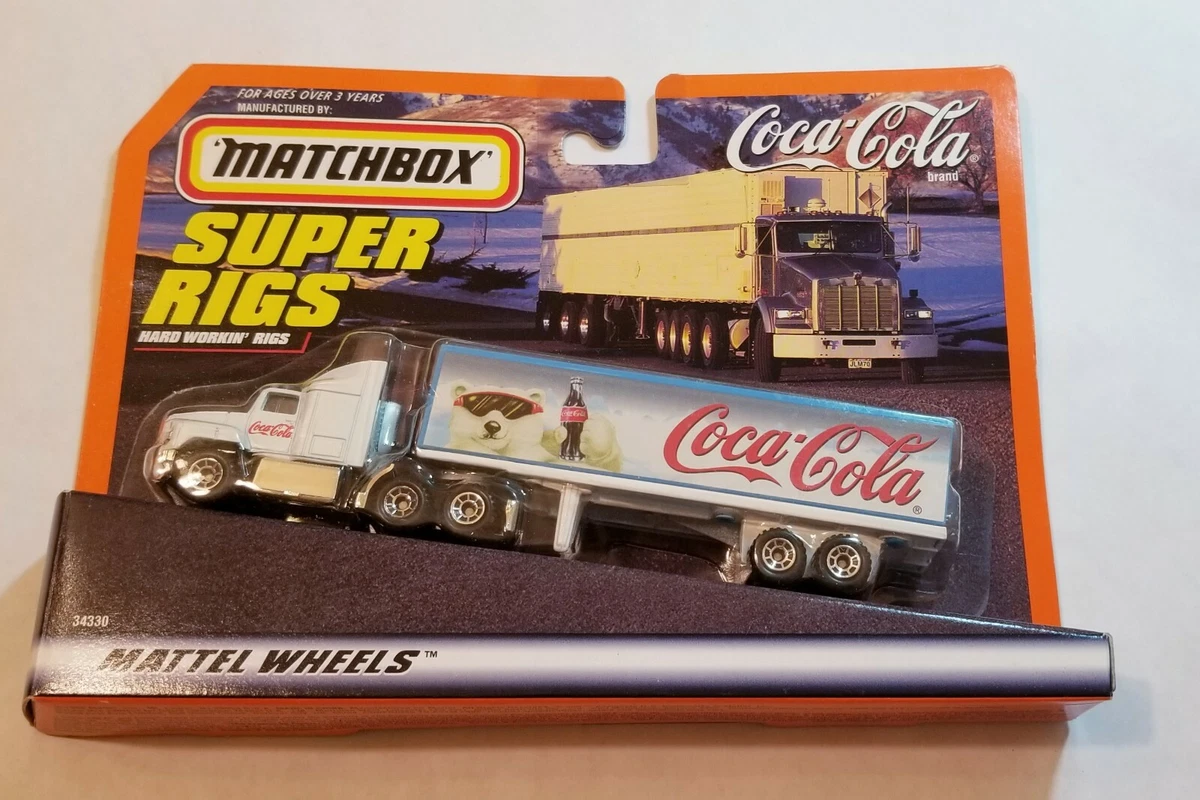 FOR AGES OVER 3 YEARS
MANUFACTURED BY:
'MATCHBOX'
Coca-Cola®
brand
SUPER
RIGS
HARD WORKIN' RIGS
JLM70
Coca-Cola
Coca-Cola
Coca-Cola®
34330
MATTEL WHEELS™